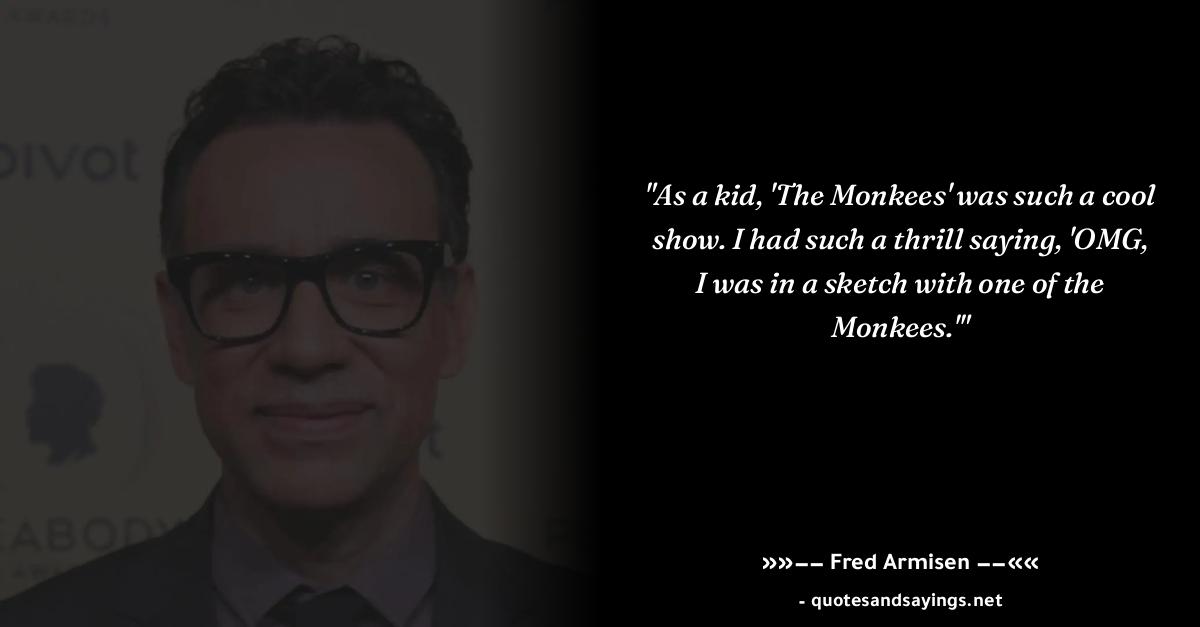 AWARDS
pivot
"As a kid, 'The Monkees' was such a cool
show. I had such a thrill saying, 'OMG,
I was in a sketch with one of the
Monkees.'"
t
EABODY
AW
»»–– Fred Armisen ––««
- quotesandsayings.net